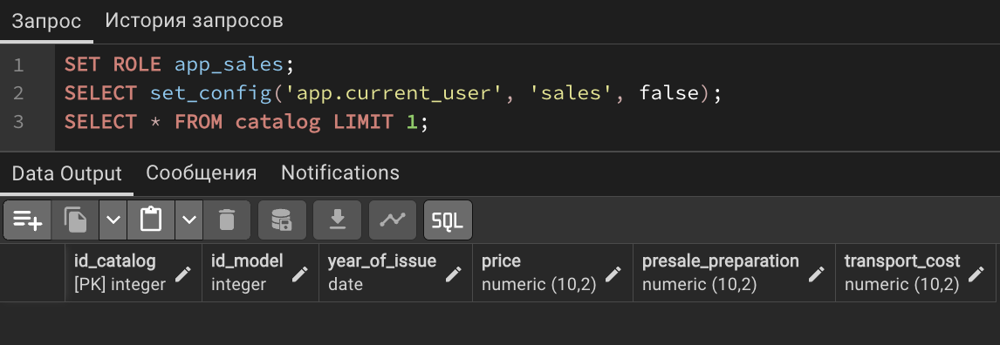 Запрос История запросов
1 SET ROLE app_sales;
2 SELECT set_config('app.current_user', 'sales', false);
3 SELECT * FROM catalog LIMIT 1;
Data Output Сообщения Notifications
SQL
id_catalog id_model year_of_issue price presale_preparation transport_cost
[PK] integer integer date numeric (10,2) numeric (10,2) numeric (10,2)